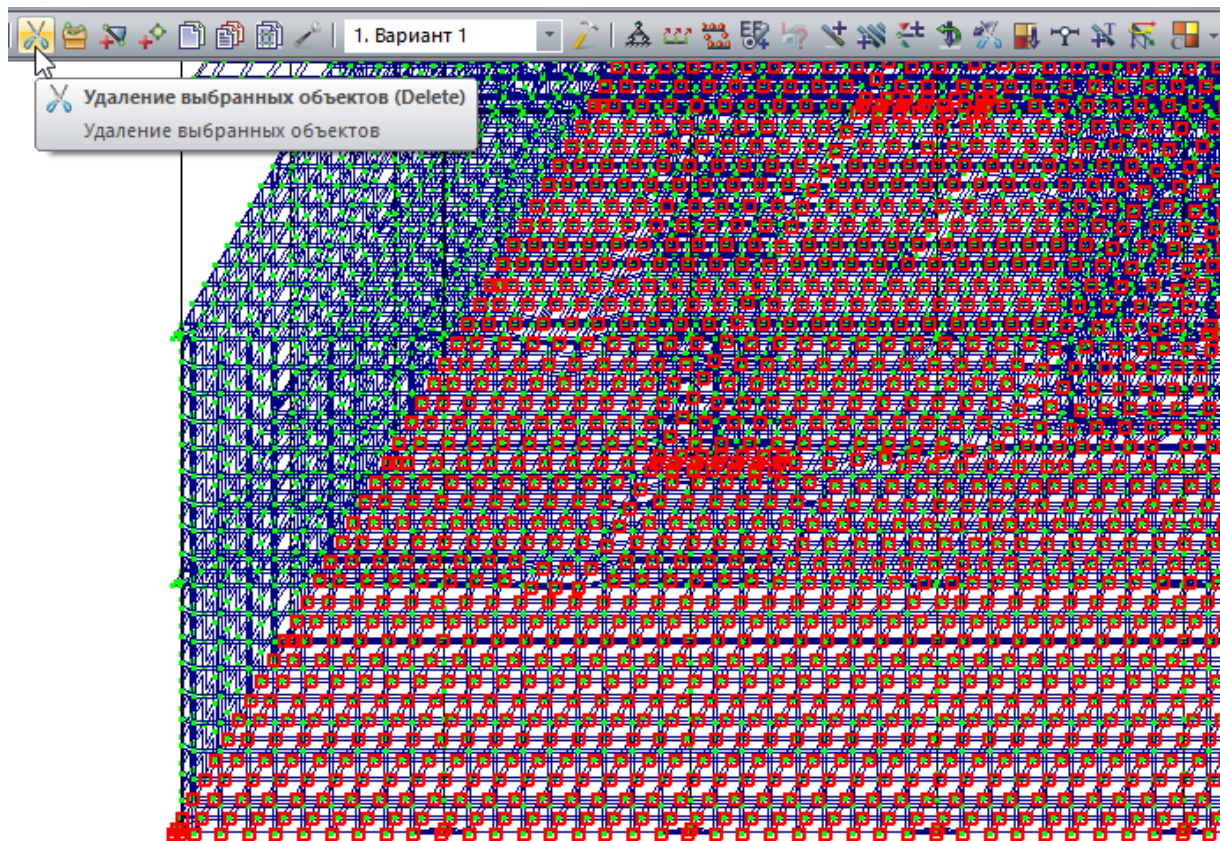 1. Вариант 1
Удаление выбранных объектов (Delete)
Удаление выбранных объектов